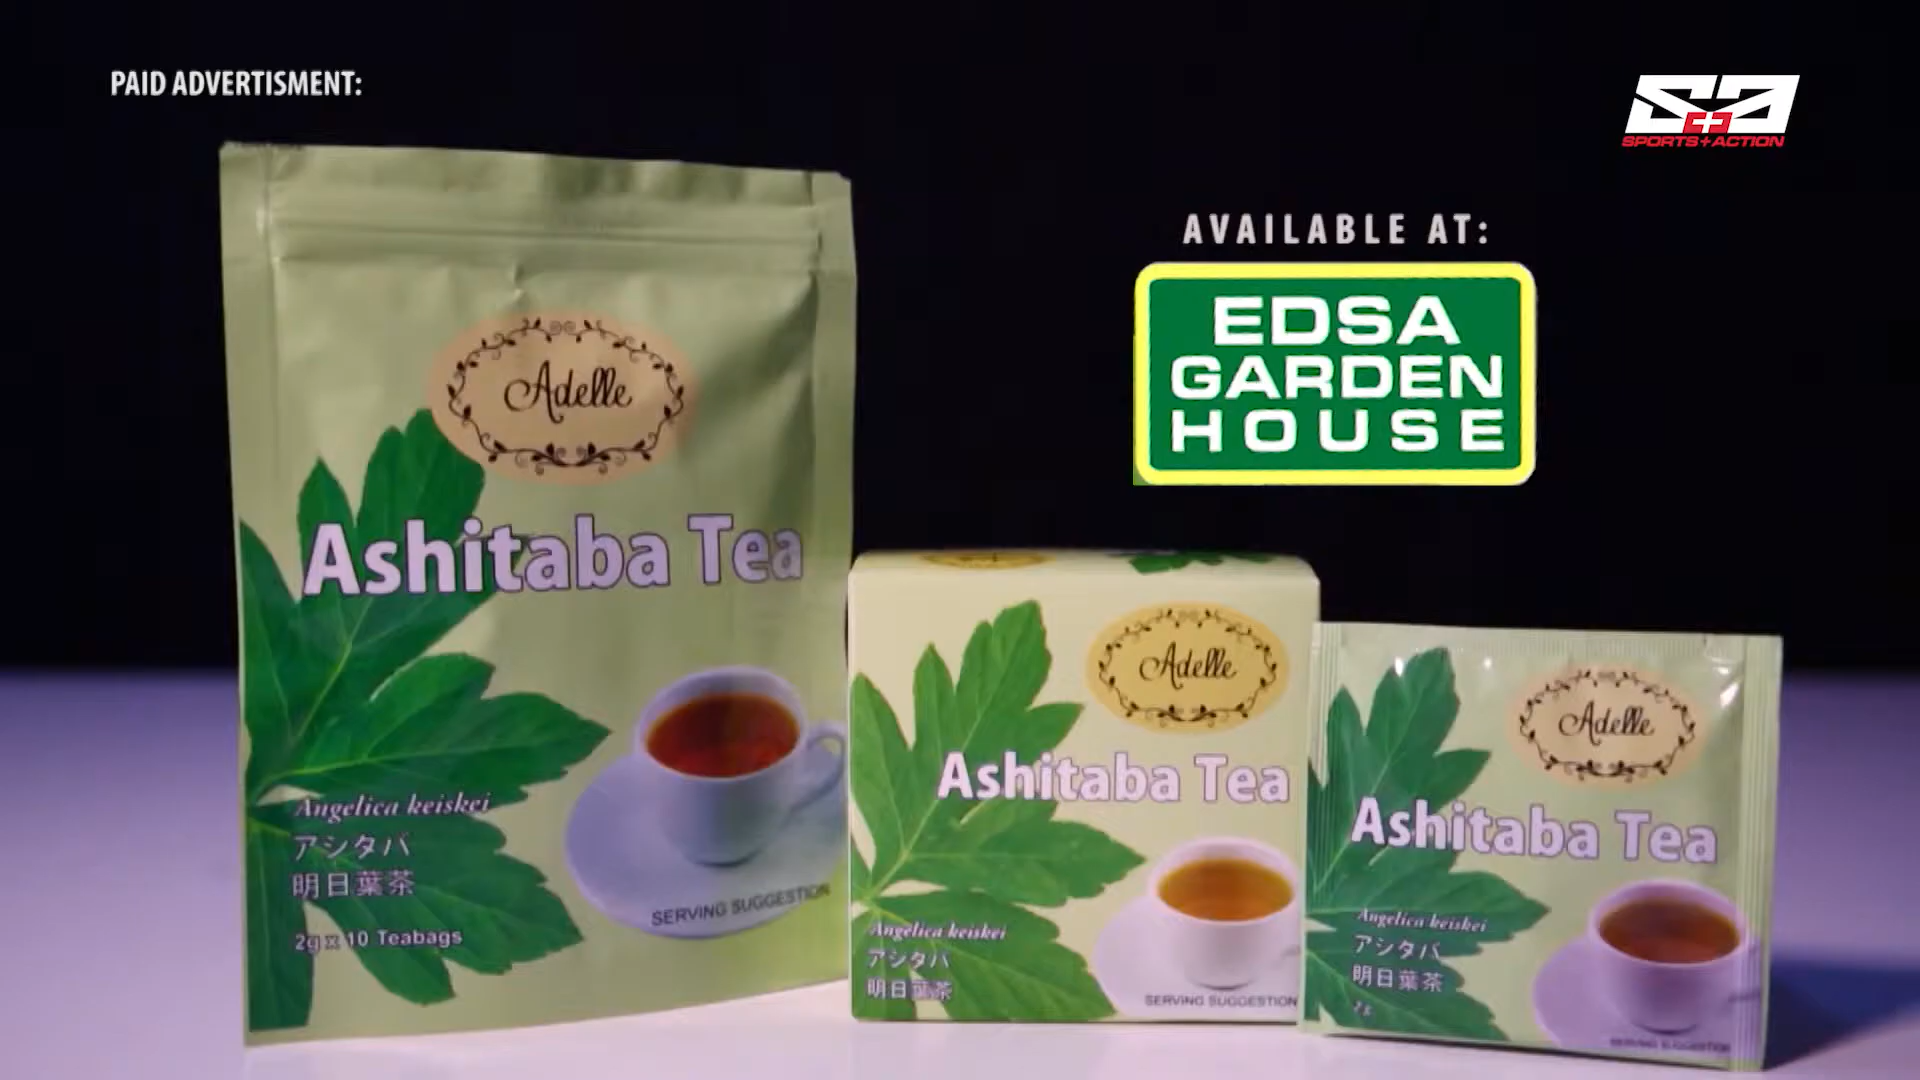 PAID ADVERTISMENT:
S+A
SPORTS+ACTION
AVAILABLE AT:
EDSA
GARDEN
HOUSE
Adelle
Ashitaba Tea
Angelica keiskei
アシタバ
明日葉茶
2g x 10 Teabags
SERVING SUGGESTION
Adelle
Ashitaba Tea
Angelica keiskei
アシタバ
明日葉茶
SERVING SUGGESTION
Adelle
Ashitaba Tea
Angelica keiskei
アシタバ
明日葉茶
2g
SERVING SUGGESTION